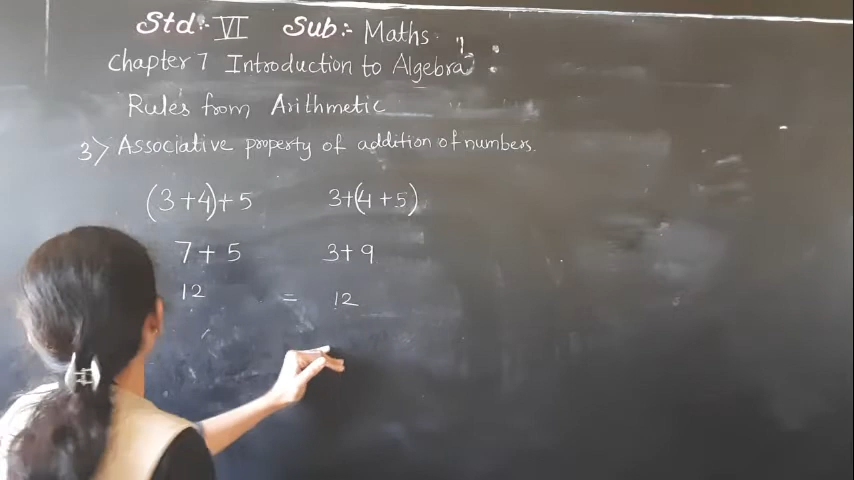 Std:- VI Sub:- Maths.
Chapter 7 Introduction to Algebra
Rules from Arithmetic
3) Associative property of addition of numbers.
(3+4)+5 3+(4+5)
7+5 3+9
12 = 12